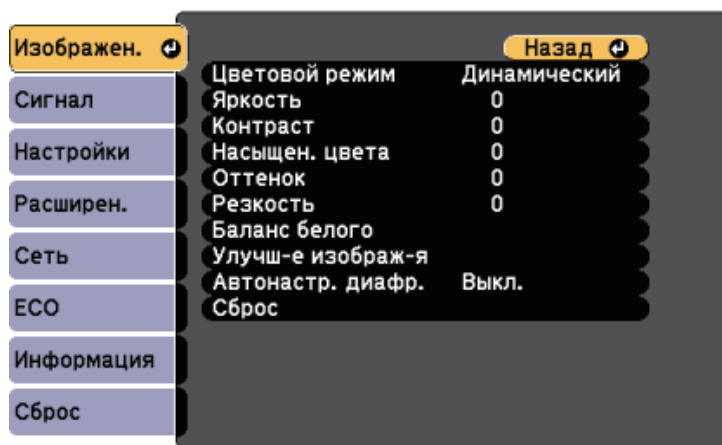 Изображен.
Сигнал
Настройки
Расширен.
Сеть
ECO
Информация
Сброс
Назад
Цветовой режим Динамический
Яркость 0
Контраст 0
Насыщен. цвета 0
Оттенок 0
Резкость 0
Баланс белого
Улучш-е изображ-я
Автонастр. диафр. Выкл.
Сброс